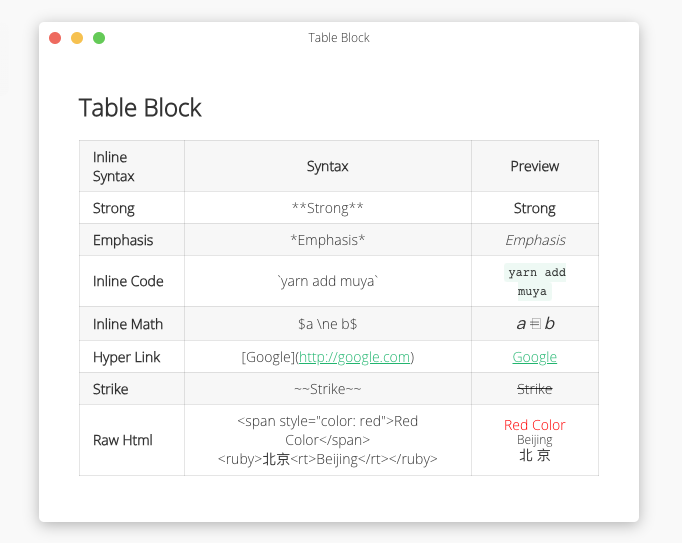 Table Block
Table Block
Inline Syntax Syntax Preview
Strong **Strong** Strong
Emphasis *Emphasis* Emphasis
Inline Code `yarn add muya` yarn add muya
Inline Math $a \ne b$ a b
Hyper Link [Google](http://google.com) Google
Strike ~~Strike~~ Strike
Raw Html <span style="color: red">Red Color</span> <ruby>北京<rt>Beijing</rt></ruby> Red Color Beijing 北京